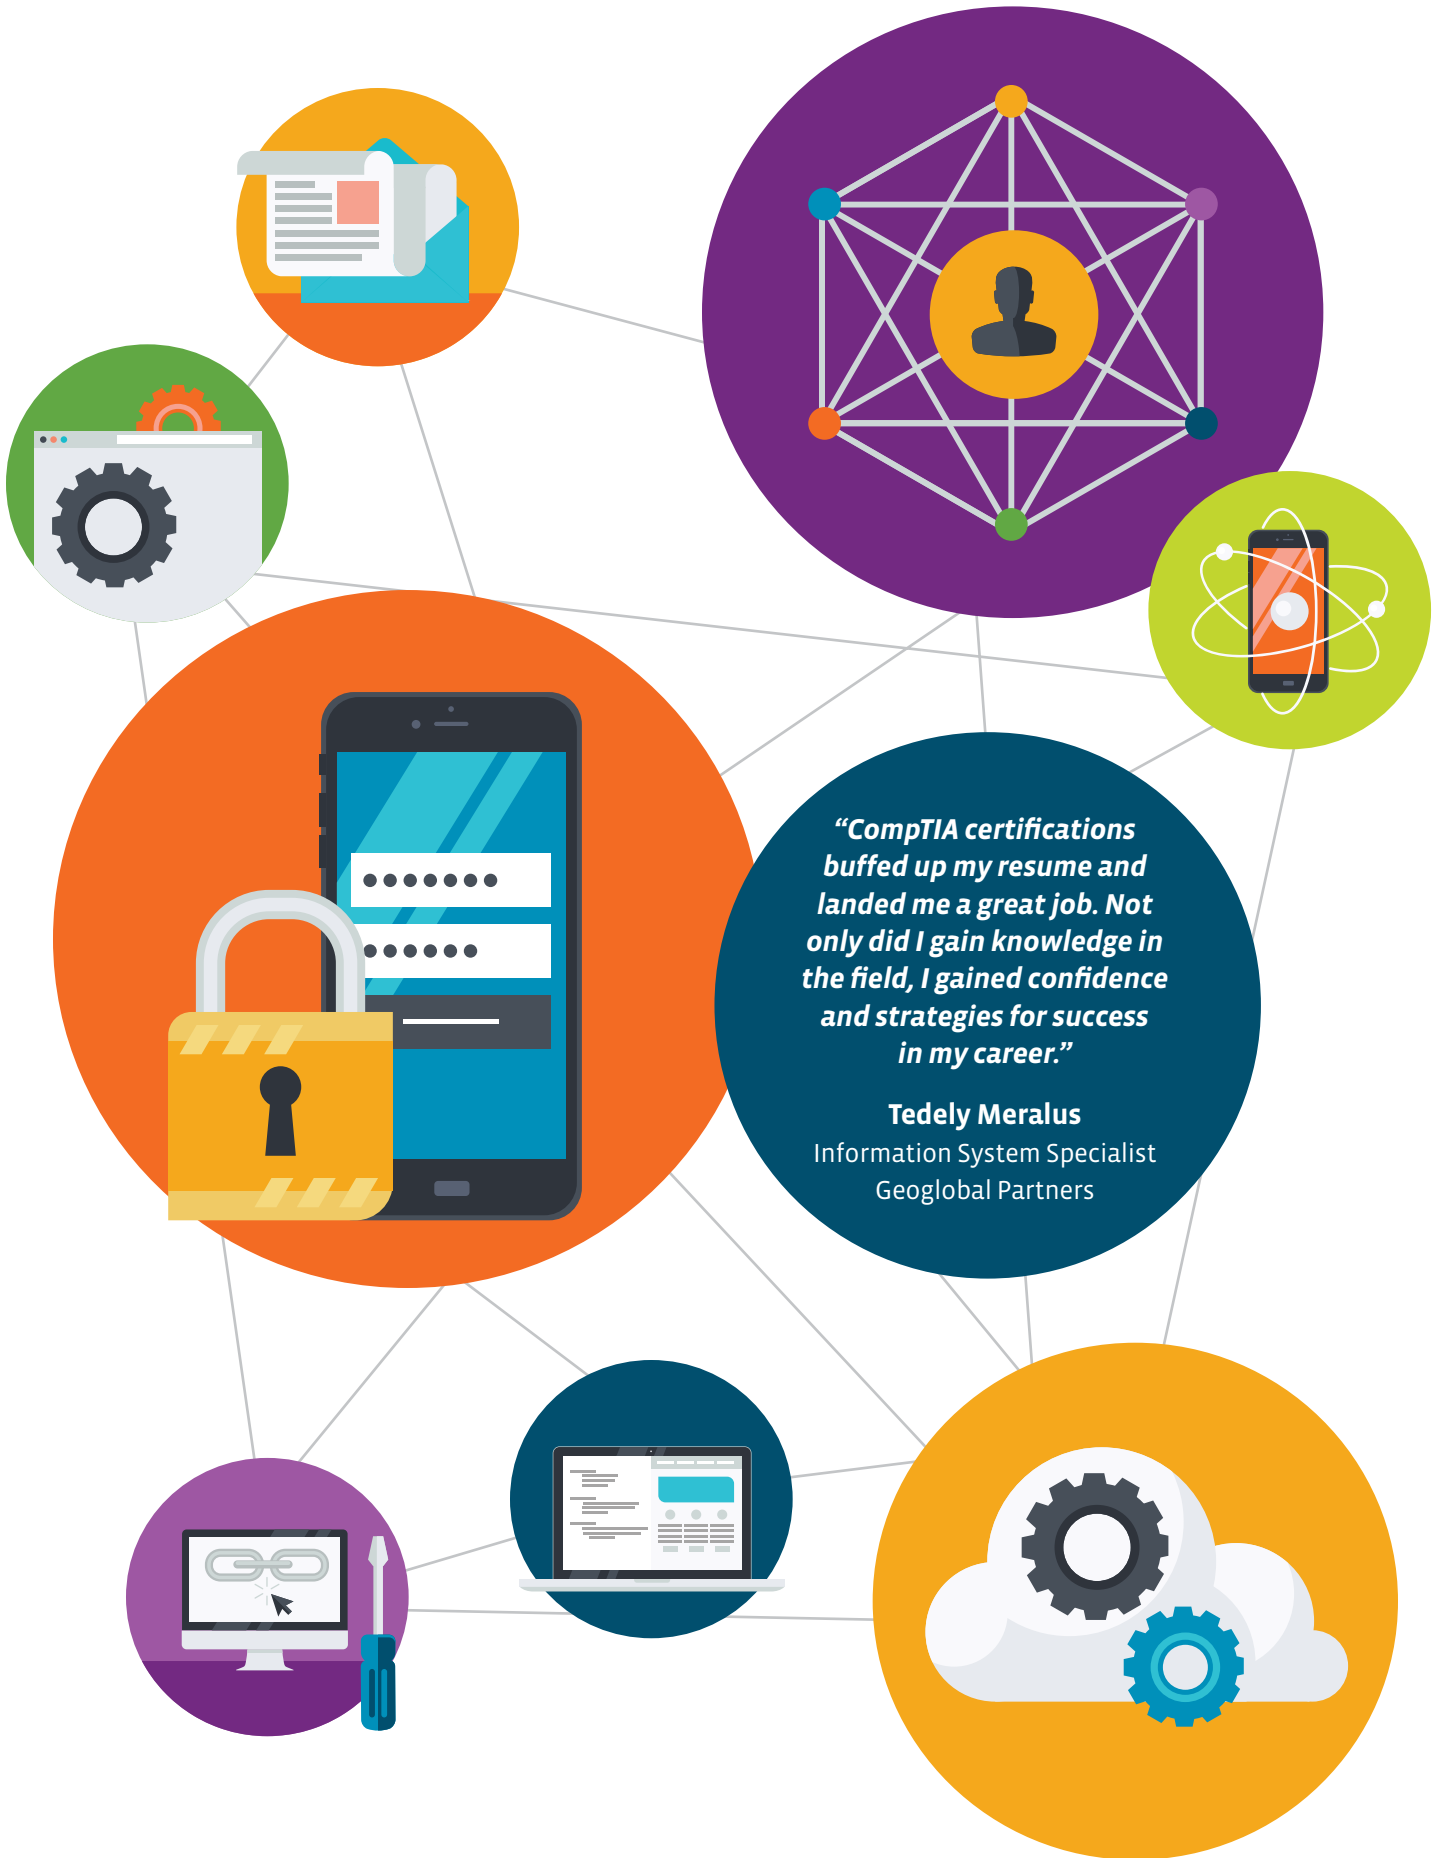 “CompTIA certifications
buffed up my resume and
landed me a great job. Not
only did I gain knowledge in
the field, I gained confidence
and strategies for success
in my career.”
Tedely Meralus
Information System Specialist
Geoglobal Partners